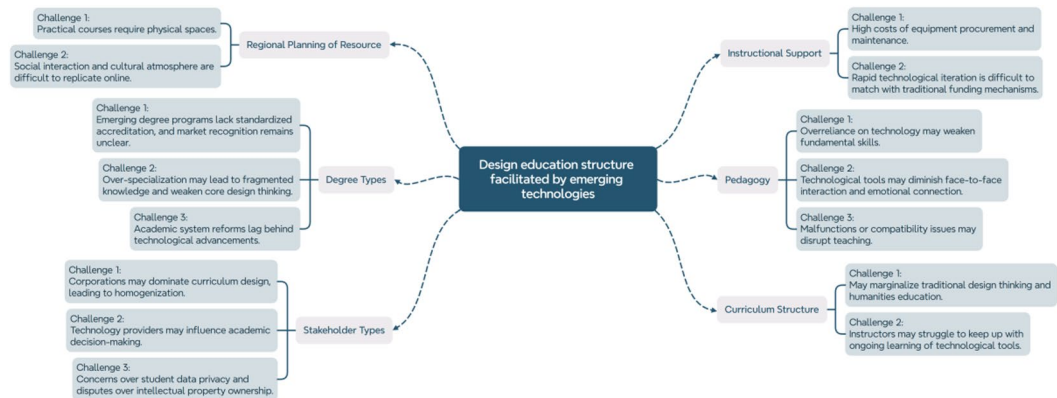 Challenge 1:
Practical courses require physical spaces.
Challenge 2:
Social interaction and cultural atmosphere are
difficult to replicate online.
Regional Planning of Resource
Challenge 1:
Emerging degree programs lack standardized
accreditation, and market recognition remains
unclear.
Challenge 2:
Over-specialization may lead to fragmented
knowledge and weaken core design thinking.
Challenge 3:
Academic system reforms lag behind
technological advancements.
Degree Types
Challenge 1:
Corporations may dominate curriculum design,
leading to homogenization.
Challenge 2:
Technology providers may influence academic
decision-making.
Challenge 3:
Concerns over student data privacy and
disputes over intellectual property ownership.
Stakeholder Types
Design education structure
facilitated by emerging
technologies
Instructional Support
Challenge 1:
High costs of equipment procurement and
maintenance.
Challenge 2:
Rapid technological iteration is difficult to
match with traditional funding mechanisms.
Pedagogy
Challenge 1:
Overreliance on technology may weaken
fundamental skills.
Challenge 2:
Technological tools may diminish face-to-face
interaction and emotional connection.
Challenge 3:
Malfunctions or compatibility issues may
disrupt teaching.
Curriculum Structure
Challenge 1:
May marginalize traditional design thinking and
humanities education.
Challenge 2:
Instructors may struggle to keep up with
ongoing learning of technological tools.